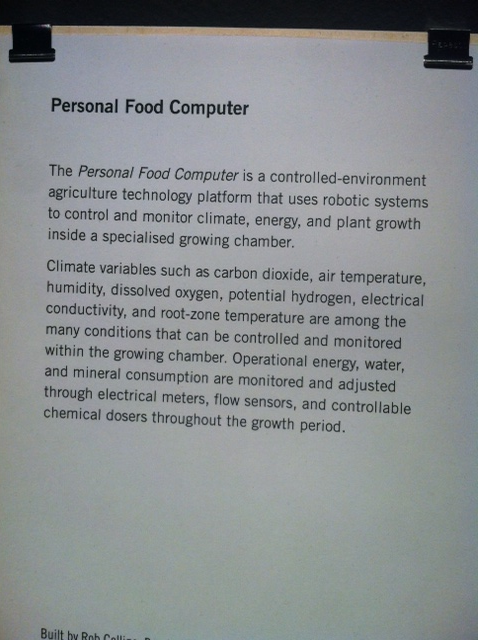 Personal Food Computer
The Personal Food Computer is a controlled-environment
agriculture technology platform that uses robotic systems
to control and monitor climate, energy, and plant growth
inside a specialised growing chamber.
Climate variables such as carbon dioxide, air temperature,
humidity, dissolved oxygen, potential hydrogen, electrical
conductivity, and root-zone temperature are among the
many conditions that can be controlled and monitored
within the growing chamber. Operational energy, water,
and mineral consumption are monitored and adjusted
through electrical meters, flow sensors, and controllable
chemical dosers throughout the growth period.
Built by Rob